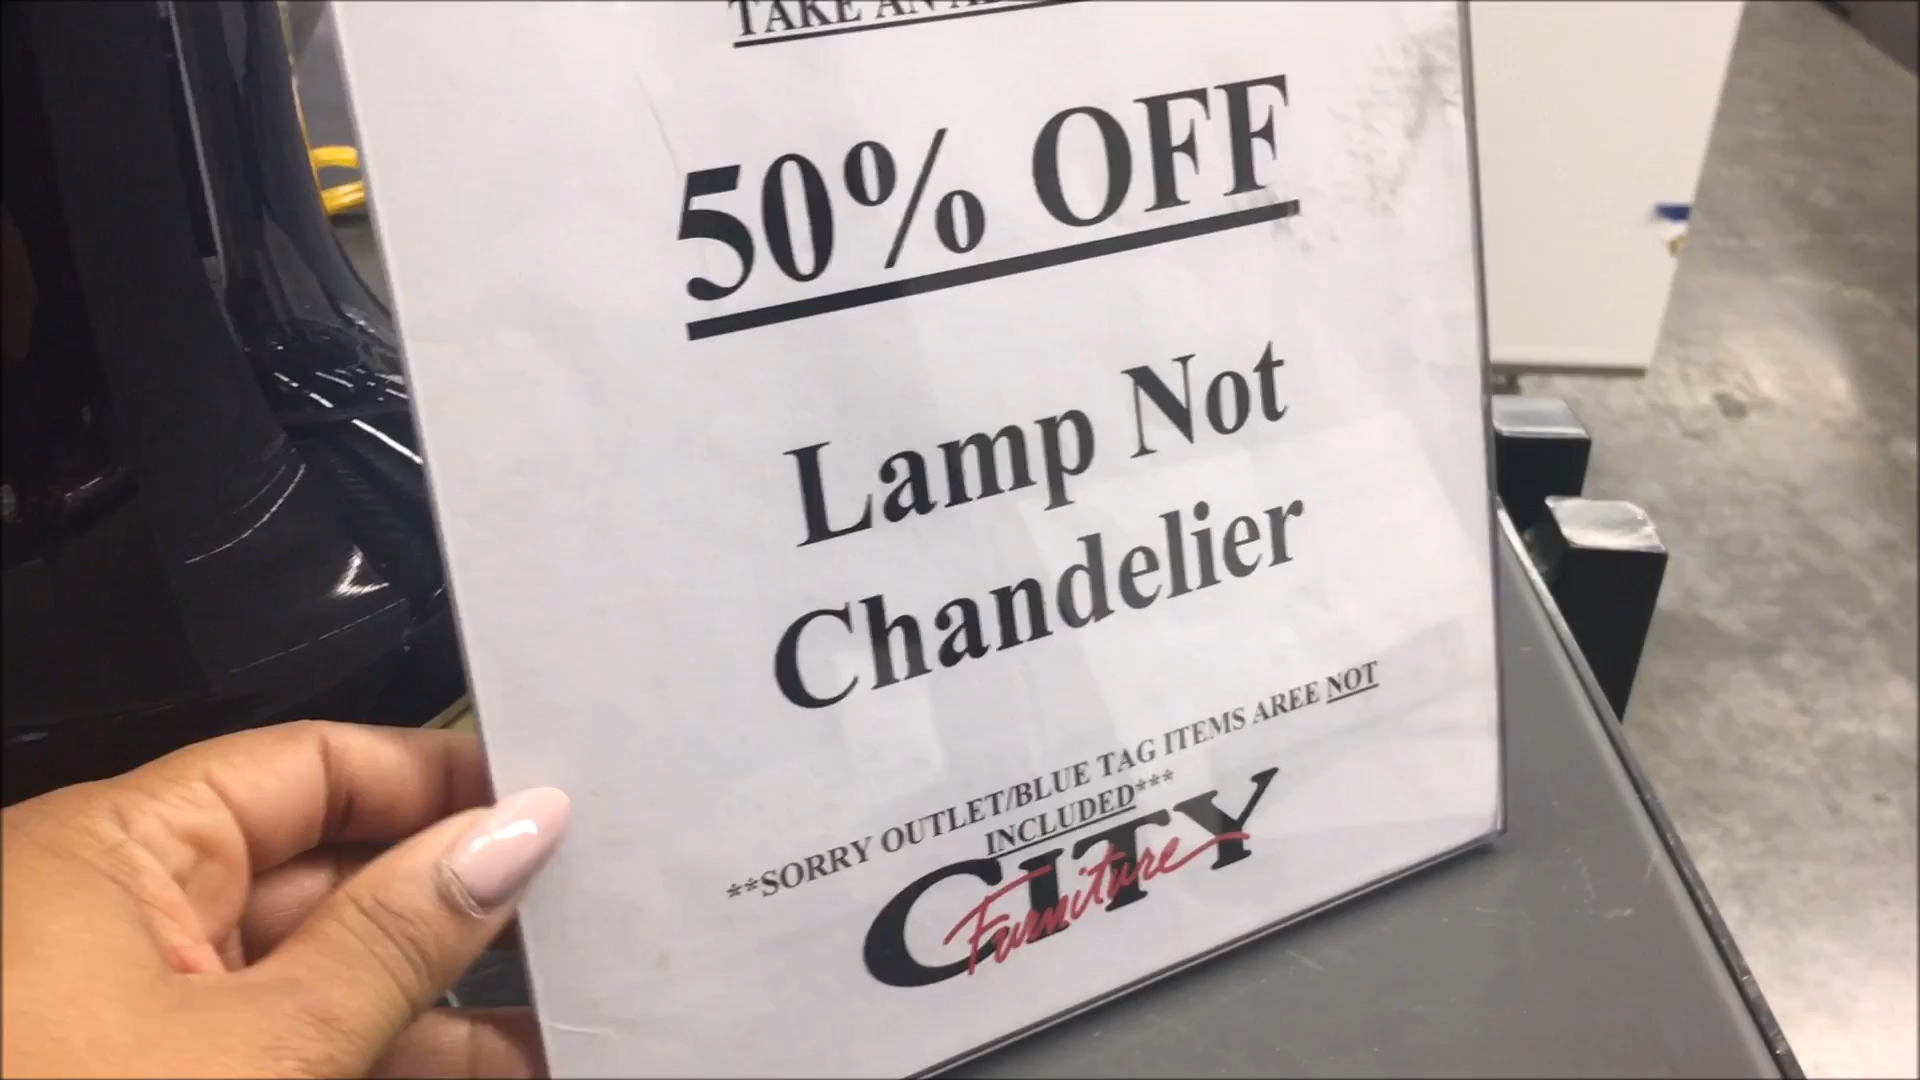 TAKE AN
50% OFF
Lamp Not
Chandelier
**SORRY OUTLET/BLUE TAG ITEMS AREE NOT
INCLUDED***
CITY
Furniture